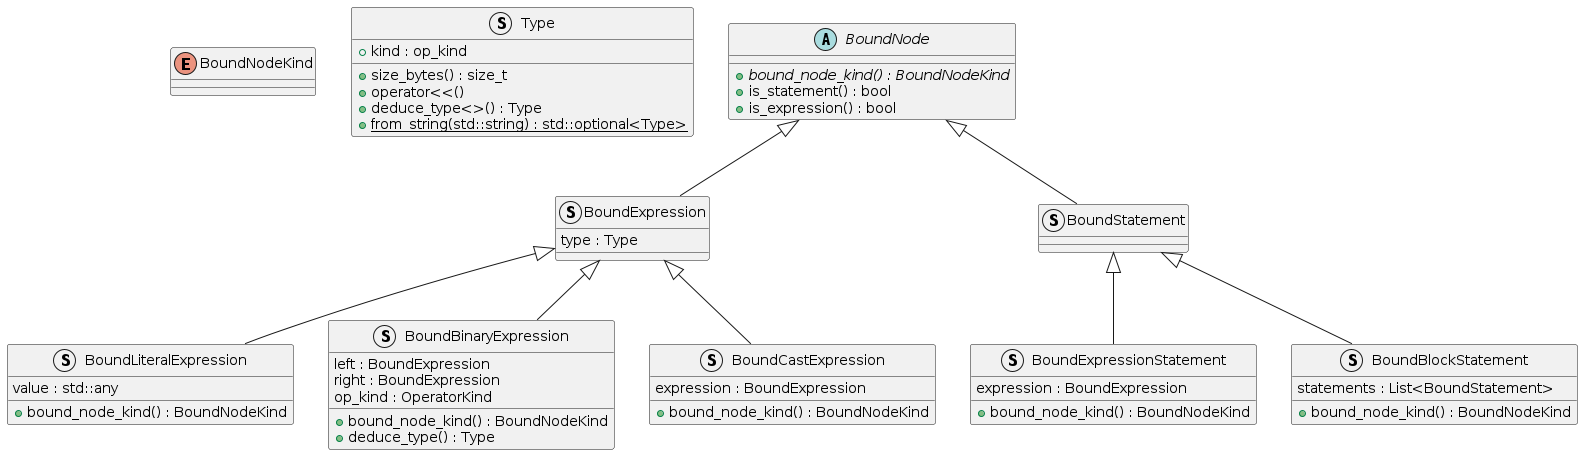 E BoundNodeKind
S Type
kind : op_kind
size_bytes() : size_t
operator<<()
deduce_type<>() : Type
from_string(std::string) : std::optional<Type>
A BoundNode
bound_node_kind() : BoundNodeKind
is_statement() : bool
is_expression() : bool
S BoundExpression
type : Type
S BoundStatement
S BoundLiteralExpression
value : std::any
bound_node_kind() : BoundNodeKind
S BoundBinaryExpression
left : BoundExpression
right : BoundExpression
op_kind : OperatorKind
bound_node_kind() : BoundNodeKind
deduce_type() : Type
S BoundCastExpression
expression : BoundExpression
bound_node_kind() : BoundNodeKind
S BoundExpressionStatement
expression : BoundExpression
bound_node_kind() : BoundNodeKind
S BoundBlockStatement
statements : List<BoundStatement>
bound_node_kind() : BoundNodeKind